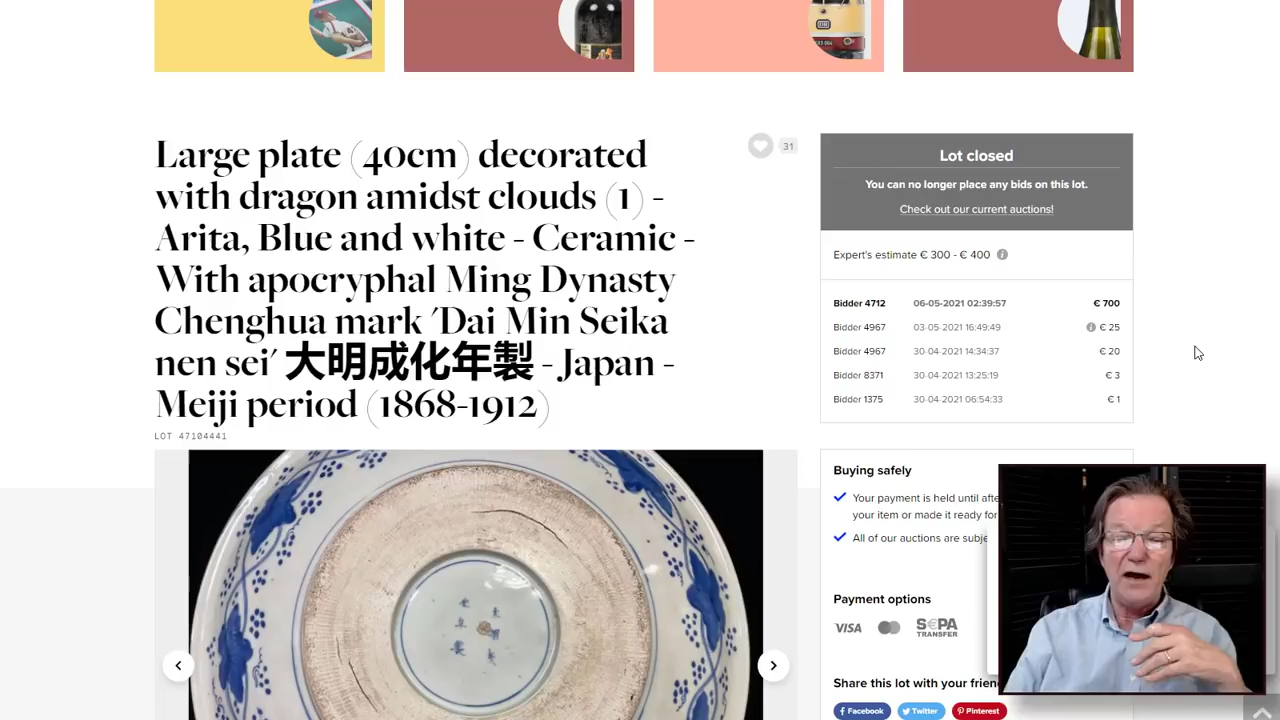 Large plate (40cm) decorated
with dragon amidst clouds (1) -
Arita, Blue and white - Ceramic -
With apocryphal Ming Dynasty
Chenghua mark 'Dai Min Seika
nen sei' 大明成化年製 - Japan -
Meiji period (1868-1912)
31
LOT 47104441
Lot closed
You can no longer place any bids on this lot.
Check out our current auctions!
Expert's estimate € 300 - € 400
Bidder 4712 06-05-2021 02:39:57 € 700
Bidder 4967 03-05-2021 16:49:49 € 25
Bidder 4967 30-04-2021 14:34:37 € 20
Bidder 8371 30-04-2021 13:25:19 € 3
Bidder 1375 30-04-2021 06:54:33 € 1
Buying safely
Your payment is held until afte
your item or made it ready for
All of our auctions are subje
Payment options
VISA
SEPA
TRANSFER
Share this lot with your frien
Facebook Twitter Pinterest